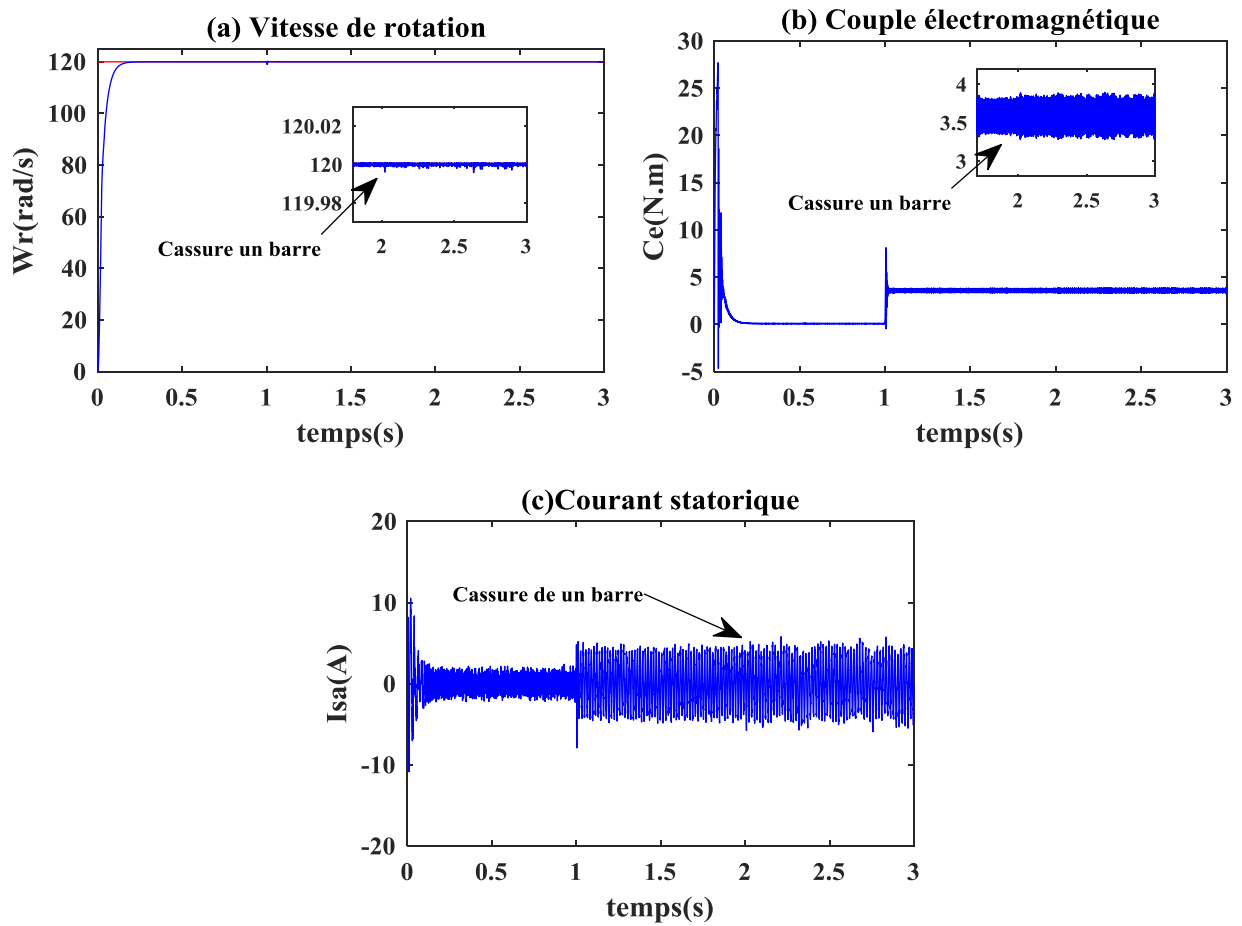 (a) Vitesse de rotation
Wr(rad/s)
120
100
80
60
40
20
0
0 0.5 1 1.5 2 2.5 3
temps(s)
120.02
120
119.98
2 3
Cassure un barre
(b) Couple électromagnétique
Ce(N.m)
30
25
20
15
10
5
0
-5
0 0.5 1 1.5 2 2.5 3
temps(s)
4
3.5
3
2 3
Cassure un barre
(c)Courant statorique
Isa(A)
20
10
0
-10
-20
0 0.5 1 1.5 2 2.5 3
temps(s)
Cassure de un barre